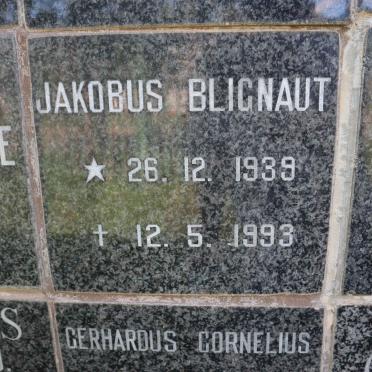 JAKOBUS BLIGNAUT
★ 26. 12. 1939
✝ 12. 5. 1993
GERHARDUS CORNELIUS